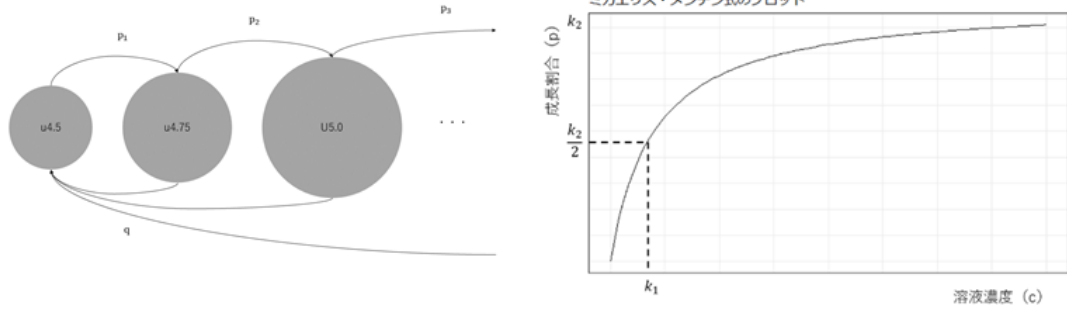 p₁
p₂
p₃
u4.5
u4.75
U5.0
. . .
q
ミカエリス・メンテン式のプロット
成長割合（p）
k₂
k₂/2
k₁
溶液濃度（c）